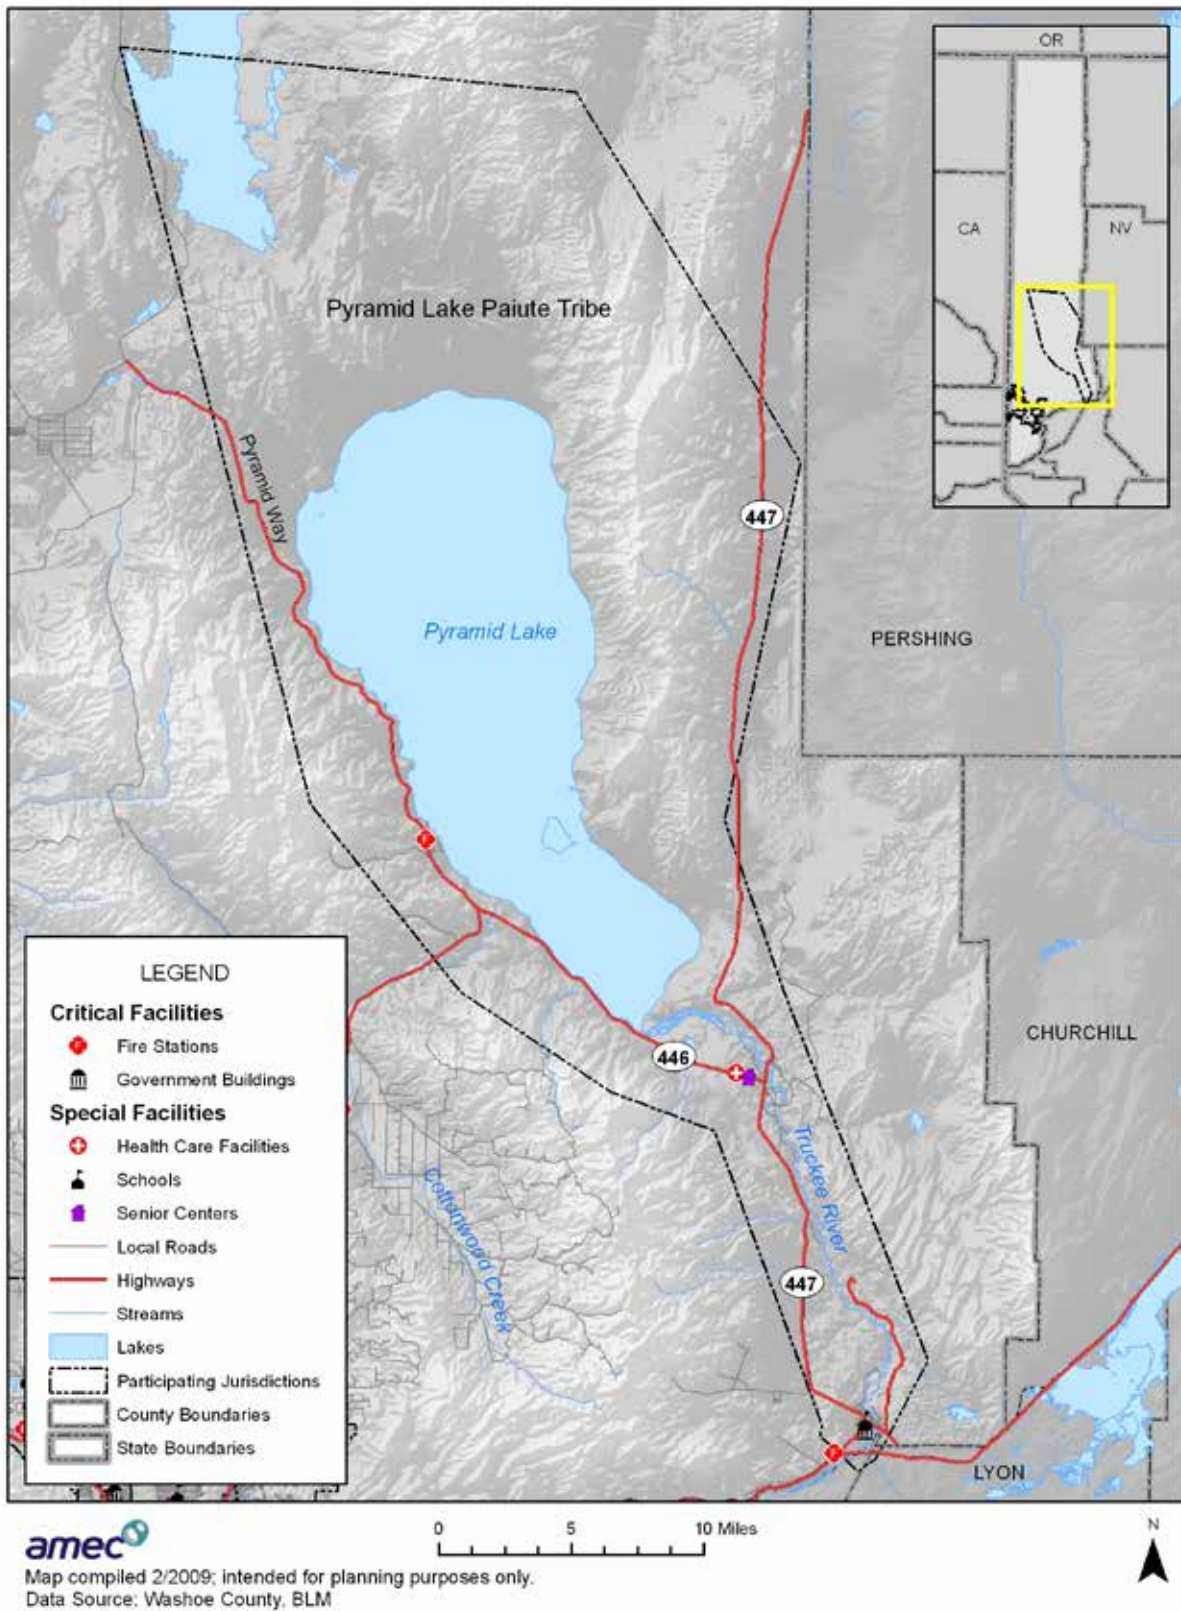 OR
CA
NV
Pyramid Lake Paiute Tribe
Pyramid Way
447
Pyramid Lake
PERSHING
CHURCHILL
446
Truckee River
Cottonwood Creek
447
LYON
LEGEND
Critical Facilities
F Fire Stations
Government Buildings
Special Facilities
Health Care Facilities
Schools
Senior Centers
Local Roads
Highways
Streams
Lakes
Participating Jurisdictions
County Boundaries
State Boundaries
F
F
amec
0 5 10 Miles
N
Map compiled 2/2009; intended for planning purposes only.
Data Source: Washoe County, BLM